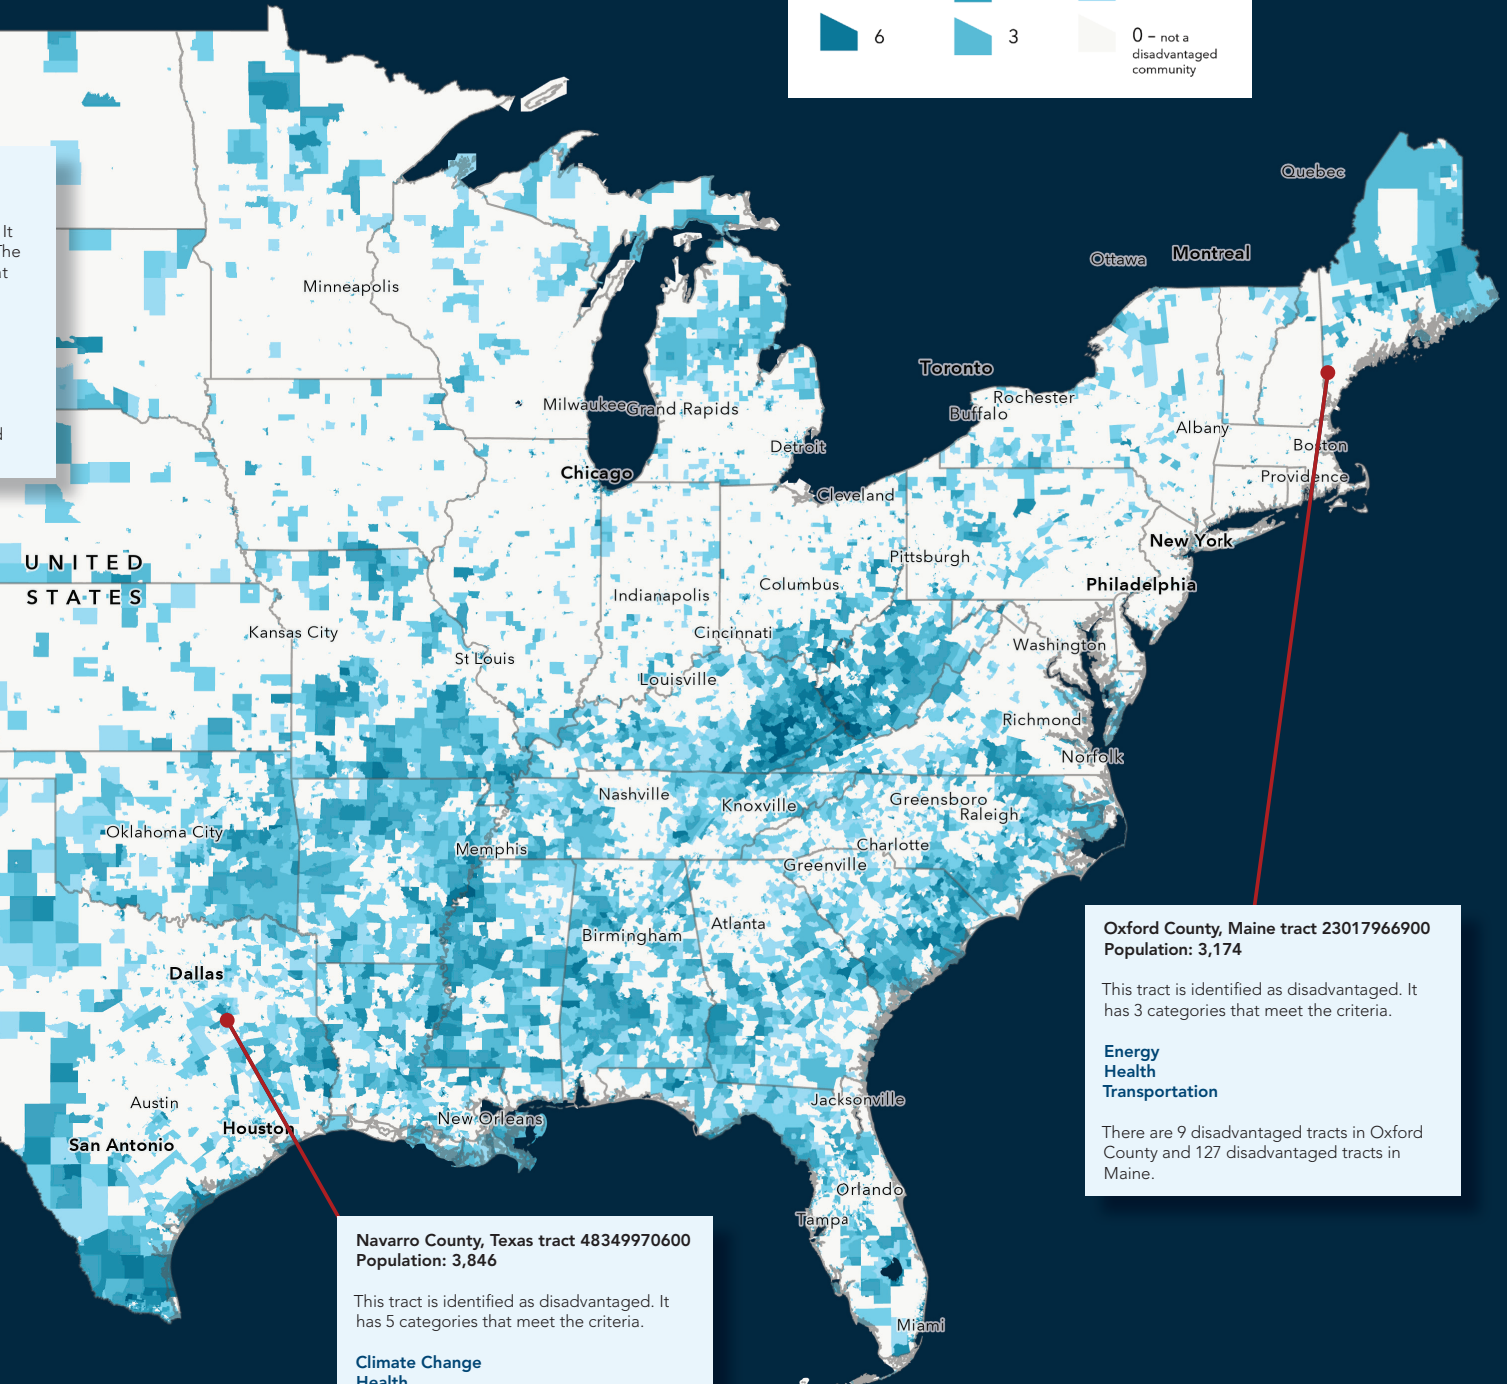 6
3
0 – not a
disadvantaged
community
It
The
Quebec
Ottawa
Montreal
Minneapolis
Toronto
Milwaukee
Grand Rapids
Rochester
Buffalo
Albany
Detroit
Boston
Chicago
Providence
Cleveland
New York
Pittsburgh
UNITED
STATES
Columbus
Philadelphia
Indianapolis
Kansas City
Cincinnati
Washington
St Louis
Louisville
Richmond
Norfolk
Nashville
Knoxville
Greensboro
Raleigh
Oklahoma City
Memphis
Charlotte
Greenville
Atlanta
Birmingham
Dallas
Austin
Houston
San Antonio
New Orleans
Jacksonville
Orlando
Tampa
Miami
Oxford County, Maine tract 23017966900
Population: 3,174
This tract is identified as disadvantaged. It
has 3 categories that meet the criteria.
Energy
Health
Transportation
There are 9 disadvantaged tracts in Oxford
County and 127 disadvantaged tracts in
Maine.
Navarro County, Texas tract 48349970600
Population: 3,846
This tract is identified as disadvantaged. It
has 5 categories that meet the criteria.
Climate Change
Health